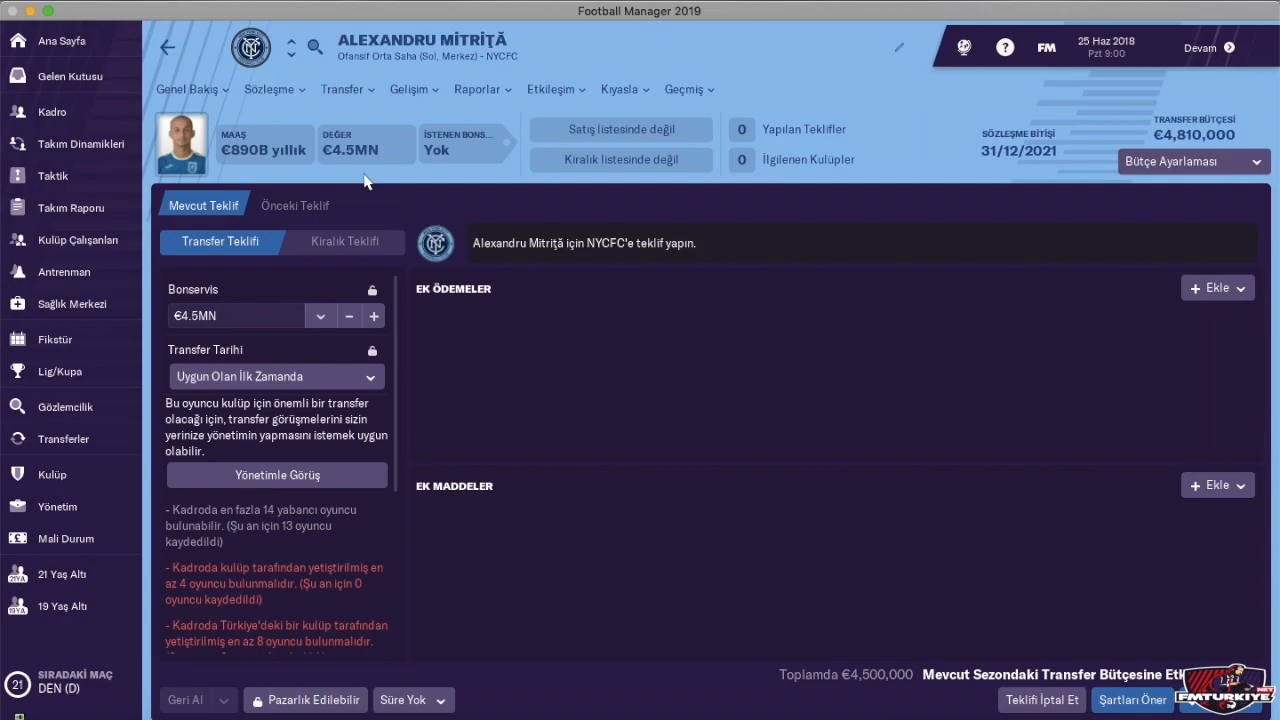 Football Manager 2019
Ana Sayfa
Gelen Kutusu
Kadro
Takım Dinamikleri
Taktik
Takım Raporu
Kulüp Çalışanları
Antrenman
Sağlık Merkezi
Fikstür
Lig/Kupa
Gözlemcilik
Transferler
Kulüp
Yönetim
Mali Durum
21YA
21 Yaş Altı
19YA
19 Yaş Altı
21
SIRADAKİ MAÇ
DEN (D)
ALEXANDRU MİTRİŢĂ
Ofansif Orta Saha (Sol, Merkez) - NYCFC
FM
25 Haz 2018
Pzt 9:00
Devam
Genel Bakış
Sözleşme
Transfer
Gelişim
Raporlar
Etkileşim
Kıyasla
Geçmiş
MAAŞ
€890B yıllık
DEĞER
€4.5MN
İSTENEN BONS...
Yok
Satış listesinde değil
Kiralık listesinde değil
0 Yapılan Teklifler
0 İlgilenen Kulüpler
SÖZLEŞME BİTİŞİ
31/12/2021
TRANSFER BÜTÇESİ
€4,810,000
Bütçe Ayarlaması
Mevcut Teklif
Önceki Teklif
Transfer Teklifi
Kiralık Teklifi
Alexandru Mitriţă için NYCFC'e teklif yapın.
Bonservis
€4.5MN
Transfer Tarihi
Uygun Olan İlk Zamanda
Bu oyuncu kulüp için önemli bir transfer
olacağı için, transfer görüşmelerini sizin
yerinize yönetimin yapmasını istemek uygun
olabilir.
Yönetimle Görüş
- Kadroda en fazla 14 yabancı oyuncu
bulunabilir. (Şu an için 13 oyuncu
kaydedildi)
- Kadroda kulüp tarafından yetiştirilmiş en
az 4 oyuncu bulunmalıdır. (Şu an için 0
oyuncu kaydedildi)
- Kadroda Türkiye'deki bir kulüp tarafından
yetiştirilmiş en az 8 oyuncu bulunmalıdır.
EK ÖDEMELER
+ Ekle
EK MADDELER
+ Ekle
Toplamda €4,500,000
Mevcut Sezondaki Transfer Bütçesine Etk
Geri Al
Pazarlık Edilebilir
Süre Yok
Teklifi İptal Et
Şartları Öner
FMTURKIYE.NET